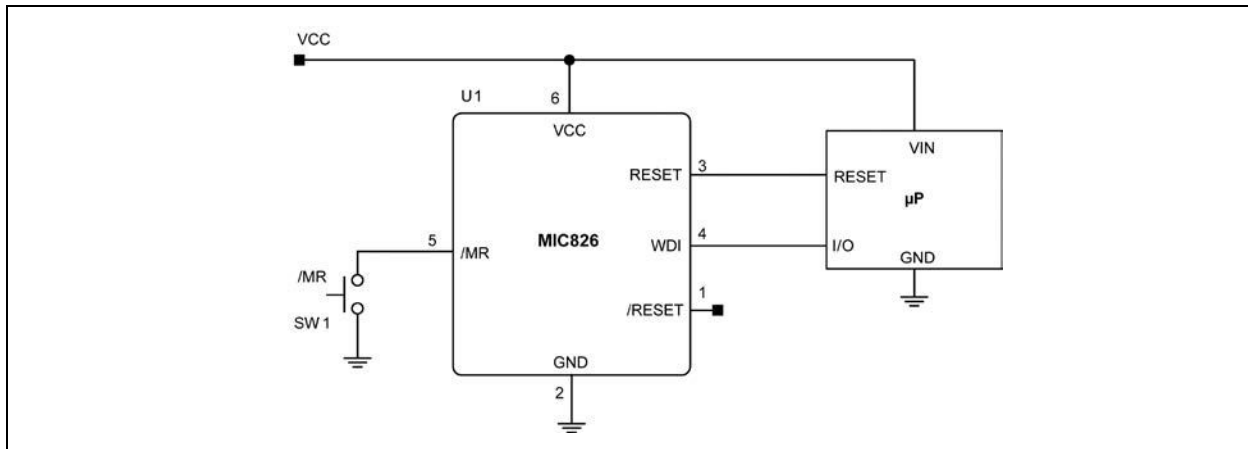 VCC
U1
6
VCC
VIN
RESET
3
RESET
µP
5
/MR
MIC826
WDI
4
I/O
GND
/MR
SW1
/RESET
1
GND
2